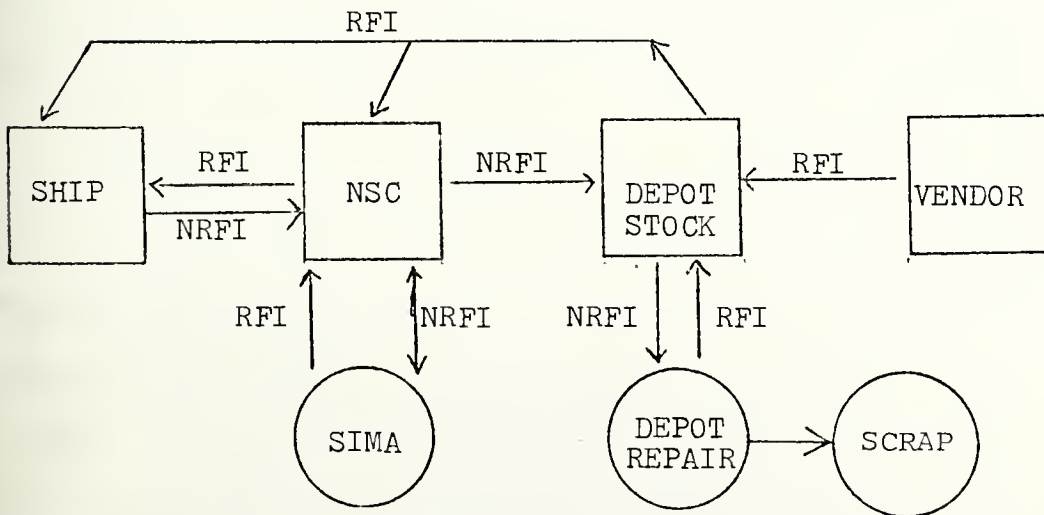 RFI
SHIP
RFI
NRFI
NSC
NRFI
DEPOT
STOCK
RFI
VENDOR
RFI
NRFI
NRFI
RFI
SIMA
DEPOT
REPAIR
SCRAP